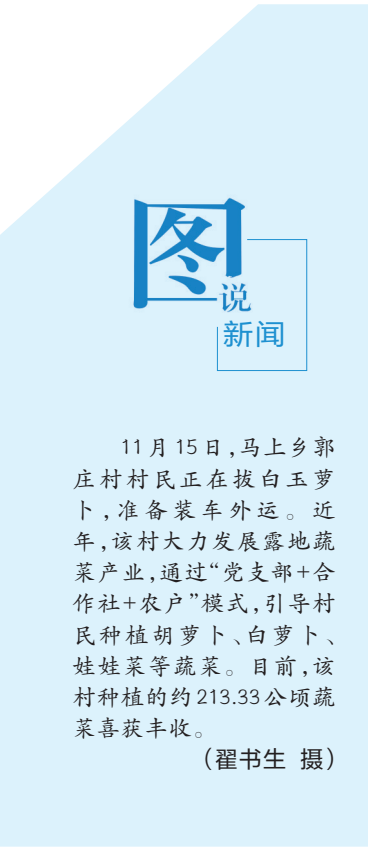 图
说
新闻
11月15日,马上乡郭
庄村村民正在拔白玉萝
卜,准备装车外运。近
年,该村大力发展露地蔬
菜产业,通过“党支部+合
作社+农户”模式,引导村
民种植胡萝卜、白萝卜、
娃娃菜等蔬菜。目前,该
村种植的约213.33公顷蔬
菜喜获丰收。
（翟书生 摄）